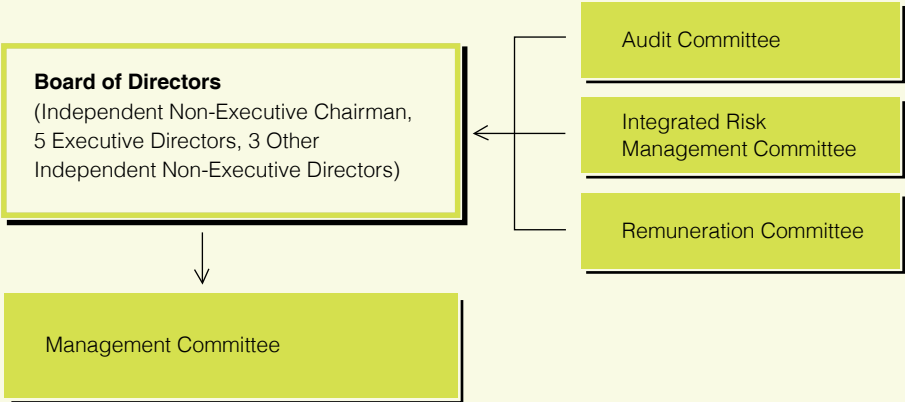 Board of Directors
(Independent Non-Executive Chairman,
5 Executive Directors, 3 Other
Independent Non-Executive Directors)
Audit Committee
Integrated Risk
Management Committee
Remuneration Committee
Management Committee